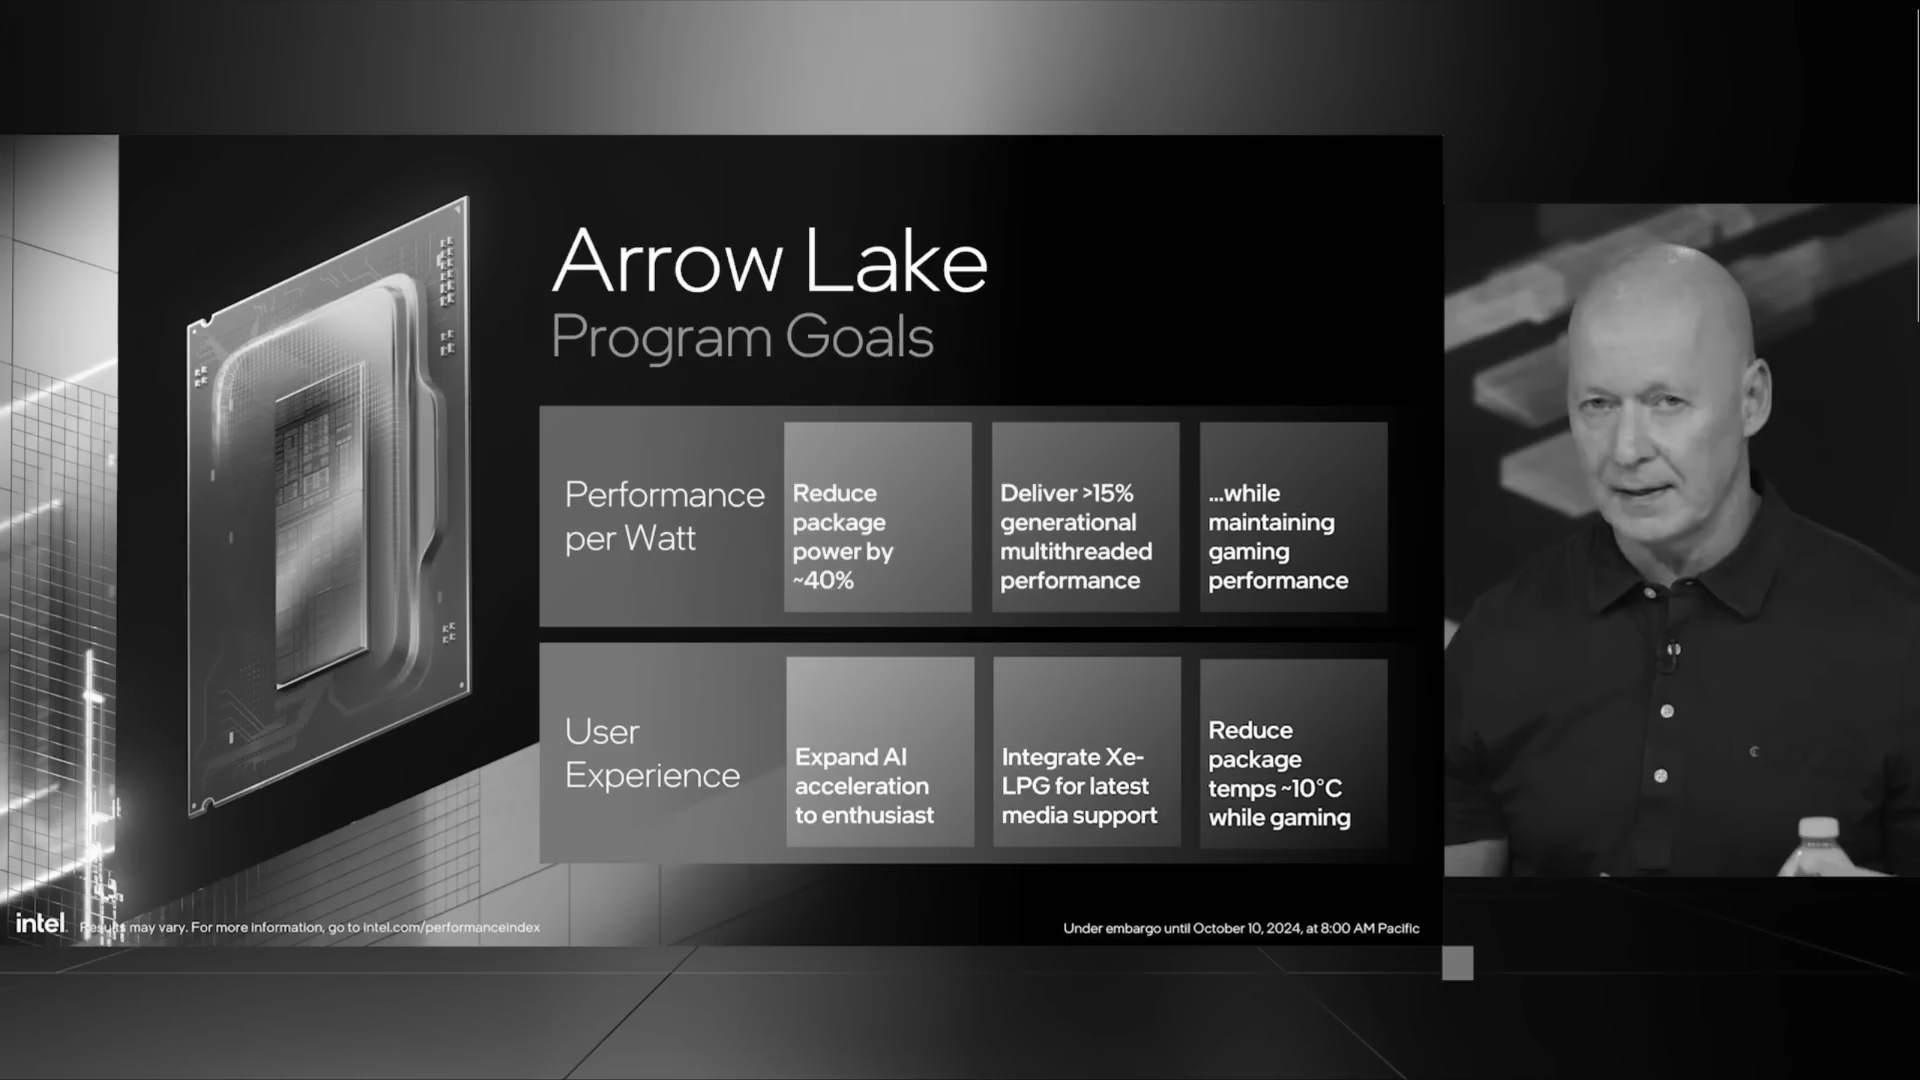 Arrow Lake
Program Goals
Performance
per Watt
Reduce
package
power by
~40%
Deliver >15%
generational
multithreaded
performance
...while
maintaining
gaming
performance
User
Experience
Expand AI
acceleration
to enthusiast
Integrate Xe-
LPG for latest
media support
Reduce
package
temps ~10°C
while gaming
intel.
Results may vary. For more information, go to intel.com/performanceindex
Under embargo until October 10, 2024, at 8:00 AM Pacific